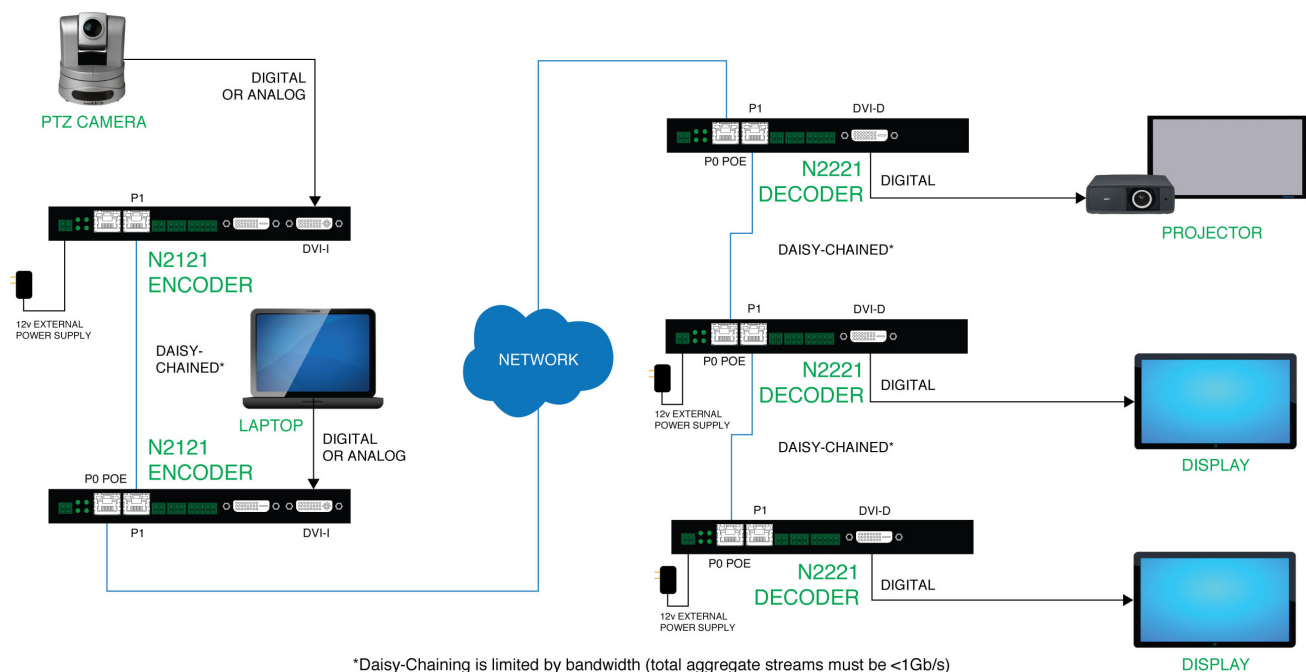 DIGITAL
OR ANALOG
PTZ CAMERA
P1
DVI-I
N2121
ENCODER
12v EXTERNAL
POWER SUPPLY
DAISY-
CHAINED*
LAPTOP
DIGITAL
OR ANALOG
N2121
ENCODER
P0 POE
P1
DVI-I
NETWORK
P1
DVI-D
P0 POE
N2221
DECODER
DIGITAL
PROJECTOR
DAISY-CHAINED*
P1
DVI-D
P0 POE
N2221
DECODER
DIGITAL
12v EXTERNAL
POWER SUPPLY
DISPLAY
DAISY-CHAINED*
P1
DVI-D
P0 POE
N2221
DECODER
DIGITAL
12v EXTERNAL
POWER SUPPLY
DISPLAY
*Daisy-Chaining is limited by bandwidth (total aggregate streams must be <1Gb/s)